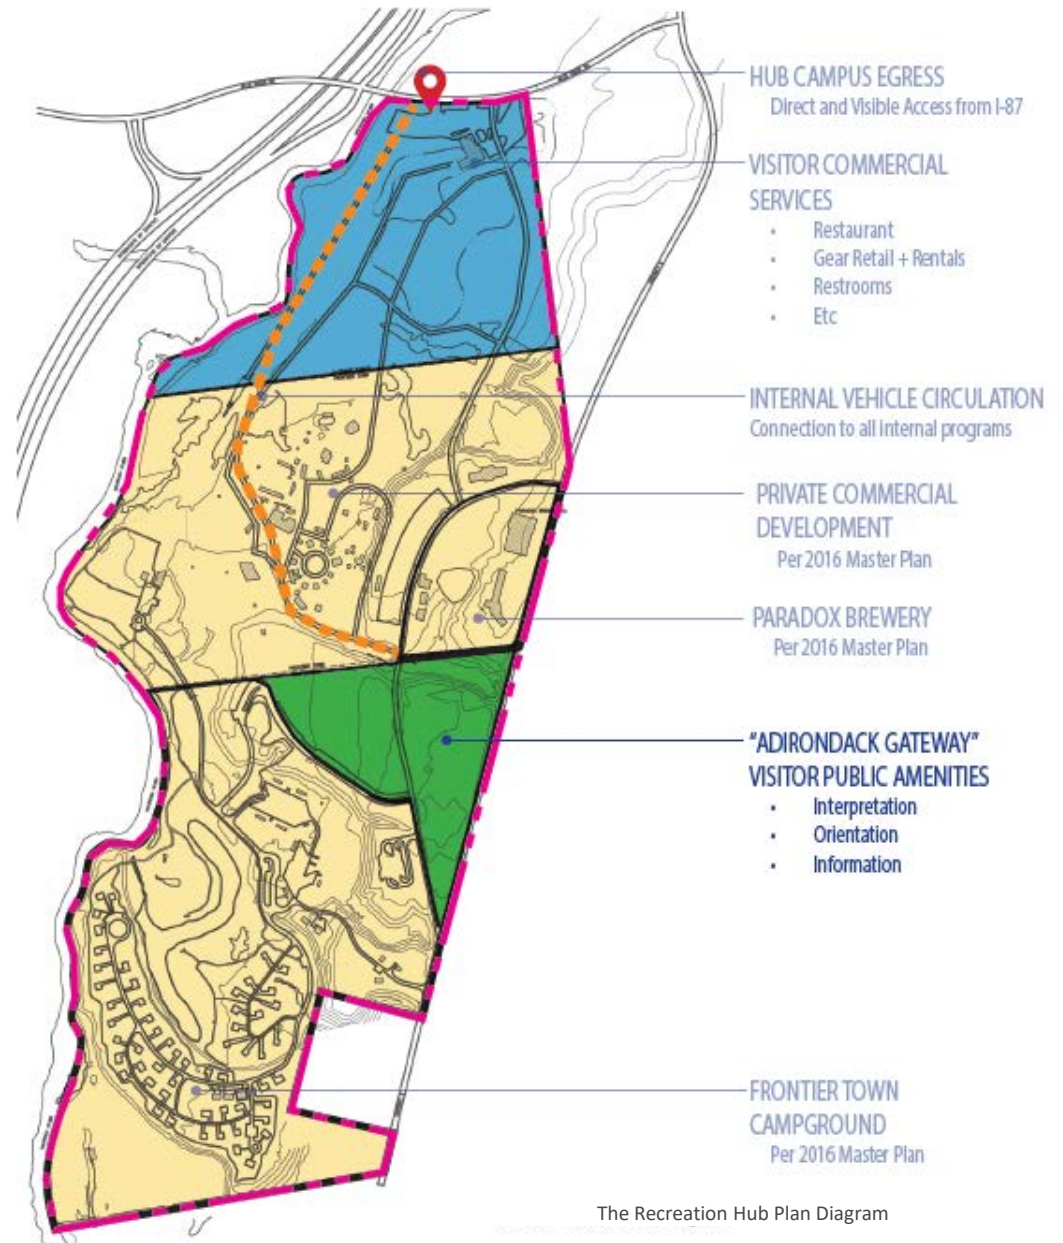 HUB CAMPUS EGRESS
Direct and Visible Access from I-87
VISITOR COMMERCIAL
SERVICES
• Restaurant
• Gear Retail + Rentals
• Restrooms
• Etc
INTERNAL VEHICLE CIRCULATION
Connection to all internal programs
PRIVATE COMMERCIAL
DEVELOPMENT
Per 2016 Master Plan
PARADOX BREWERY
Per 2016 Master Plan
“ADIRONDACK GATEWAY”
VISITOR PUBLIC AMENITIES
• Interpretation
• Orientation
• Information
FRONTIER TOWN
CAMPGROUND
Per 2016 Master Plan
The Recreation Hub Plan Diagram